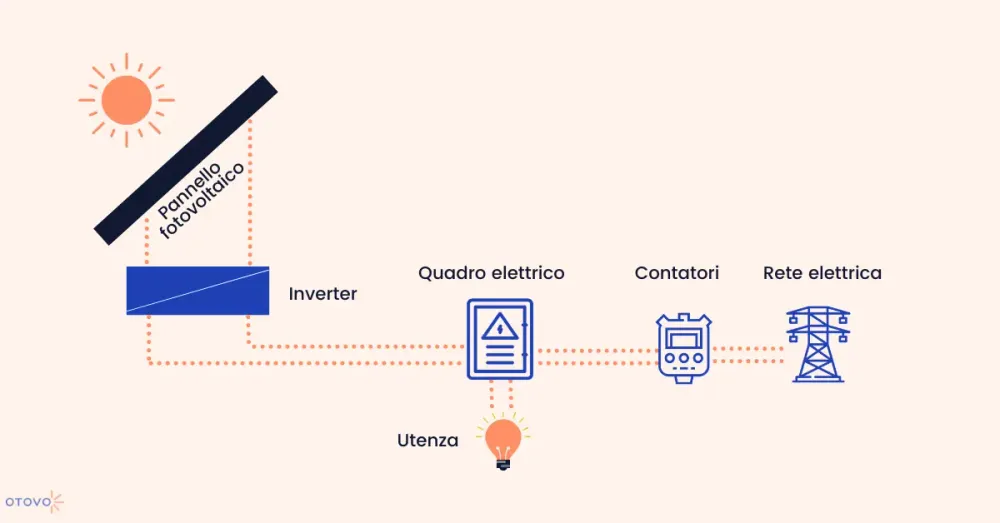 Pannello
fotovoltaico
Inverter
Quadro elettrico
Contatori
Rete elettrica
Utenza
OTOVO